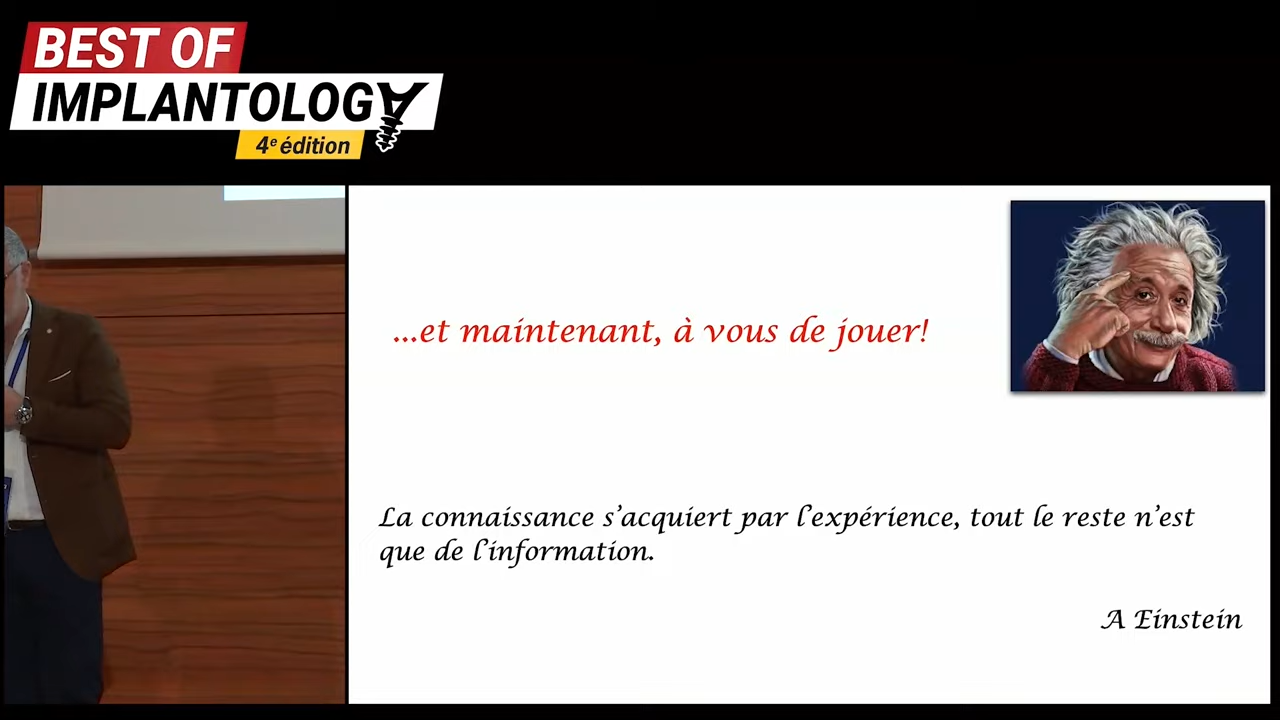 BEST OF
IMPLANTOLOGY
4e édition
...et maintenant, à vous de jouer!
La connaissance s'acquiert par l'expérience, tout le reste n'est
que de l'information.
A Einstein